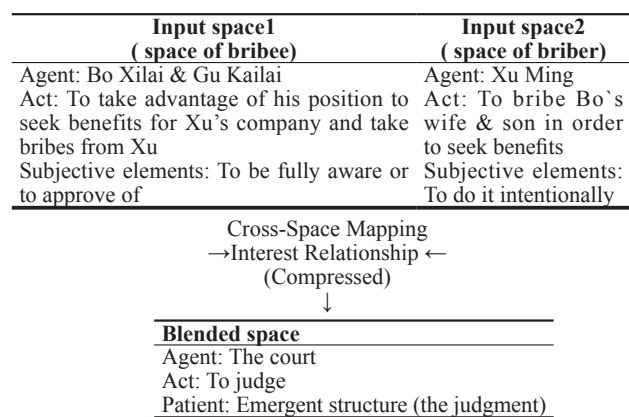 Input space1
( space of bribee)
Input space2
( space of briber)
Agent: Bo Xilai & Gu Kailai
Act: To take advantage of his position to
seek benefits for Xu’s company and take
bribes from Xu
Subjective elements: To be fully aware or
to approve of
Agent: Xu Ming
Act: To bribe Bo`s
wife & son in order
to seek benefits
Subjective elements:
To do it intentionally
Cross-Space Mapping
→Interest Relationship ←
(Compressed)
↓
Blended space
Agent: The court
Act: To judge
Patient: Emergent structure (the judgment)